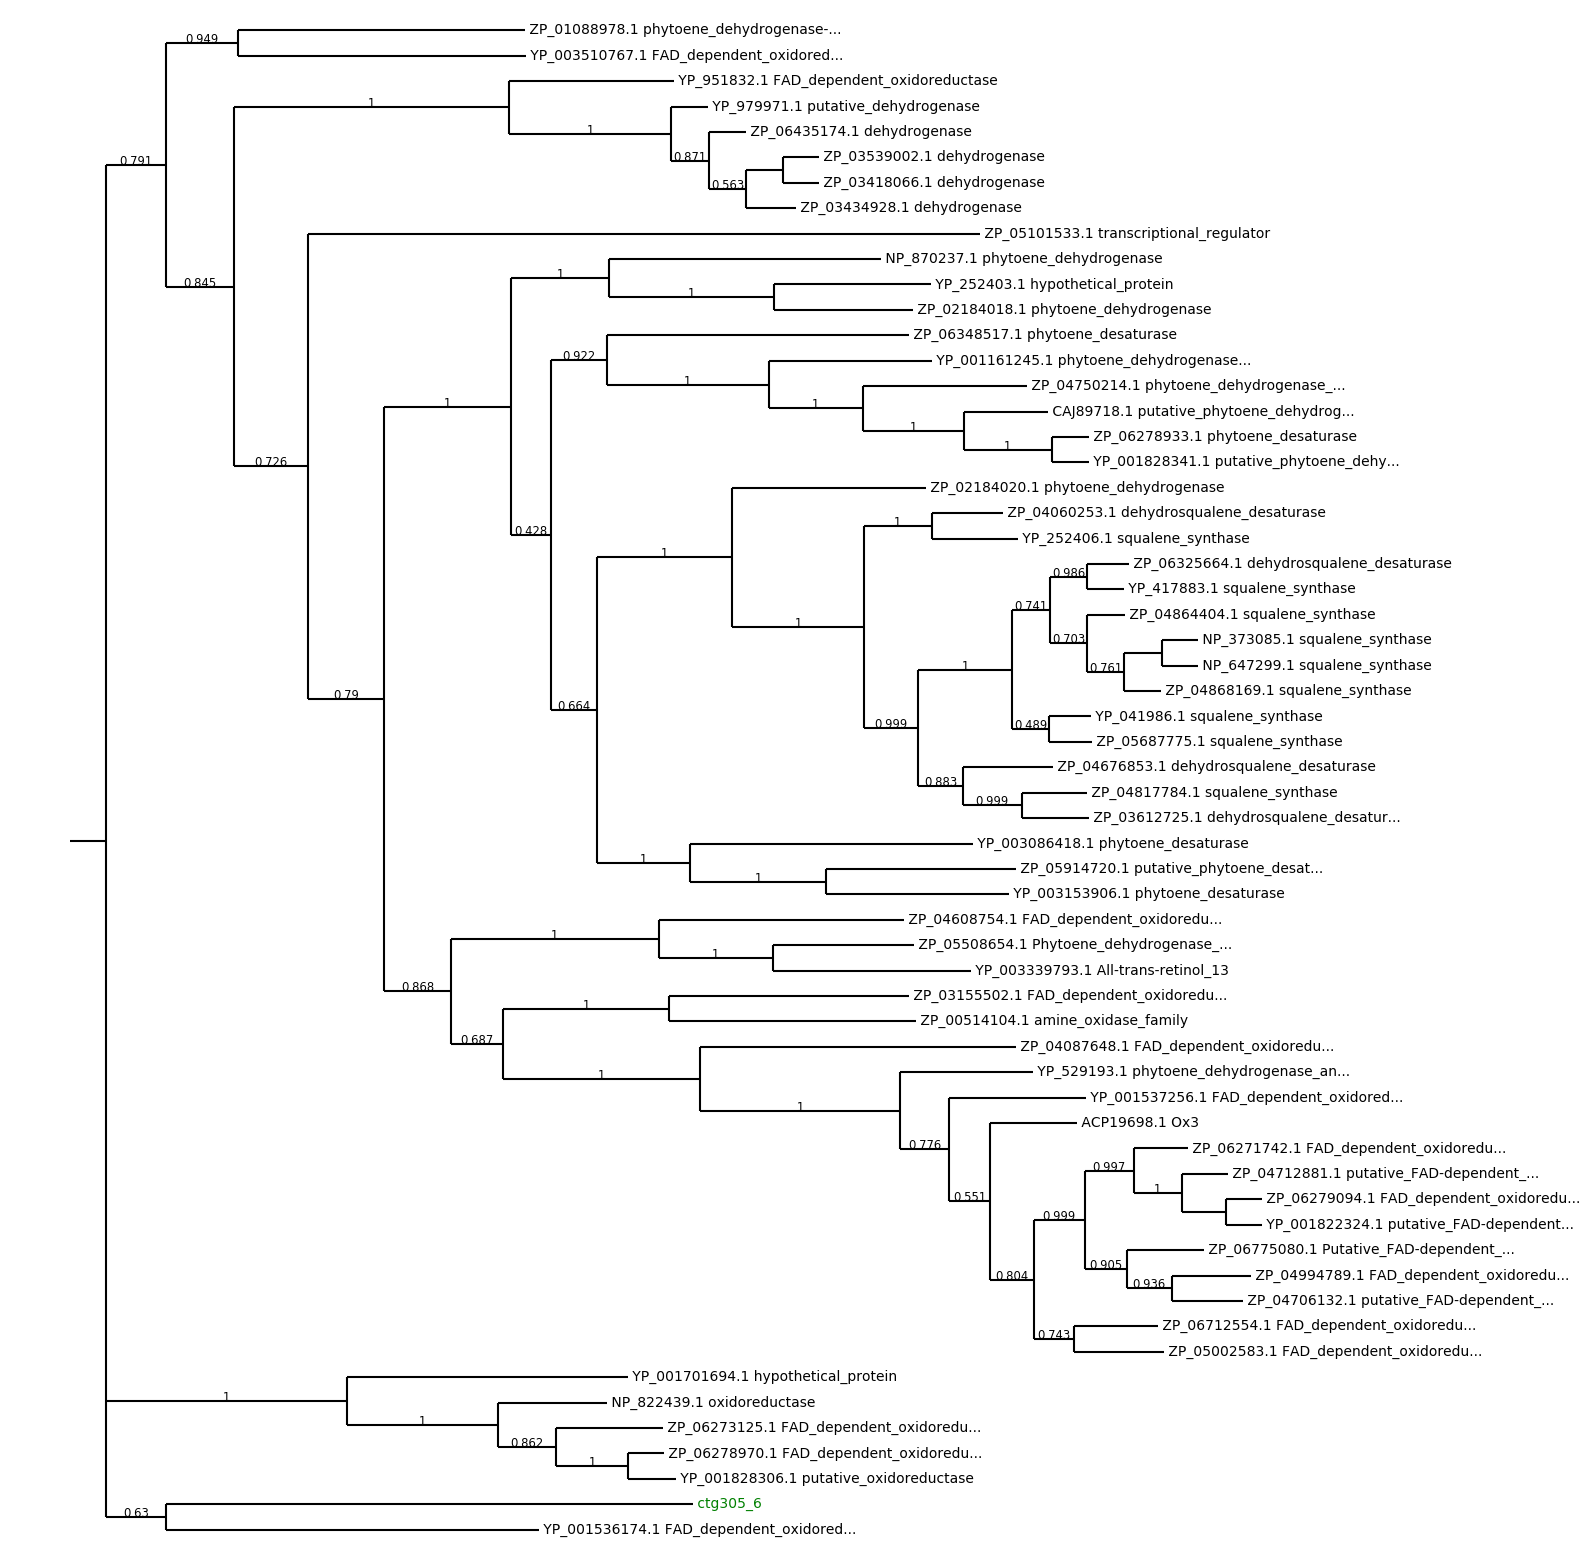 ZP_01088978.1 phytoene_dehydrogenase-...
0.949
YP_003510767.1 FAD_dependent_oxidored...
YP_951832.1 FAD_dependent_oxidoreductase
1
YP_979971.1 putative_dehydrogenase
1
ZP_06435174.1 dehydrogenase
0.871
ZP_03539002.1 dehydrogenase
0.791
ZP_03418066.1 dehydrogenase
0.563
ZP_03434928.1 dehydrogenase
ZP_05101533.1 transcriptional_regulator
NP_870237.1 phytoene_dehydrogenase
1
0.845
YP_252403.1 hypothetical_protein
1
ZP_02184018.1 phytoene_dehydrogenase
ZP_06348517.1 phytoene_desaturase
0.922
YP_001161245.1 phytoene_dehydrogenase...
1
ZP_04750214.1 phytoene_dehydrogenase_...
1
1
CAJ89718.1 putative_phytoene_dehydrog...
1
ZP_06278933.1 phytoene_desaturase
1
YP_001828341.1 putative_phytoene_dehy...
0.726
ZP_02184020.1 phytoene_dehydrogenase
ZP_04060253.1 dehydrosqualene_desaturase
1
0.428
YP_252406.1 squalene_synthase
1
ZP_06325664.1 dehydrosqualene_desaturase
0.986
YP_417883.1 squalene_synthase
0.741
ZP_04864404.1 squalene_synthase
1
0.703
NP_373085.1 squalene_synthase
1
NP_647299.1 squalene_synthase
0.761
ZP_04868169.1 squalene_synthase
0.79
0.664
YP_041986.1 squalene_synthase
0.999
0.489
ZP_05687775.1 squalene_synthase
ZP_04676853.1 dehydrosqualene_desaturase
0.883
ZP_04817784.1 squalene_synthase
0.999
ZP_03612725.1 dehydrosqualene_desatur...
YP_003086418.1 phytoene_desaturase
1
ZP_05914720.1 putative_phytoene_desat...
1
YP_003153906.1 phytoene_desaturase
ZP_04608754.1 FAD_dependent_oxidoredu...
1
ZP_05508654.1 Phytoene_dehydrogenase_...
1
YP_003339793.1 All-trans-retinol_13
0.868
ZP_03155502.1 FAD_dependent_oxidoredu...
1
ZP_00514104.1 amine_oxidase_family
0.687
ZP_04087648.1 FAD_dependent_oxidoredu...
YP_529193.1 phytoene_dehydrogenase_an...
1
YP_001537256.1 FAD_dependent_oxidored...
1
ACP19698.1 Ox3
0.776
ZP_06271742.1 FAD_dependent_oxidoredu...
0.997
ZP_04712881.1 putative_FAD-dependent_...
1
0.551
ZP_06279094.1 FAD_dependent_oxidoredu...
0.999
YP_001822324.1 putative_FAD-dependent...
ZP_06775080.1 Putative_FAD-dependent_...
0.905
0.804
ZP_04994789.1 FAD_dependent_oxidoredu...
0.936
ZP_04706132.1 putative_FAD-dependent_...
ZP_06712554.1 FAD_dependent_oxidoredu...
0.743
ZP_05002583.1 FAD_dependent_oxidoredu...
YP_001701694.1 hypothetical_protein
1
NP_822439.1 oxidoreductase
1
ZP_06273125.1 FAD_dependent_oxidoredu...
0.862
ZP_06278970.1 FAD_dependent_oxidoredu...
1
YP_001828306.1 putative_oxidoreductase
ctg305_6
0.63
YP_001536174.1 FAD_dependent_oxidored...